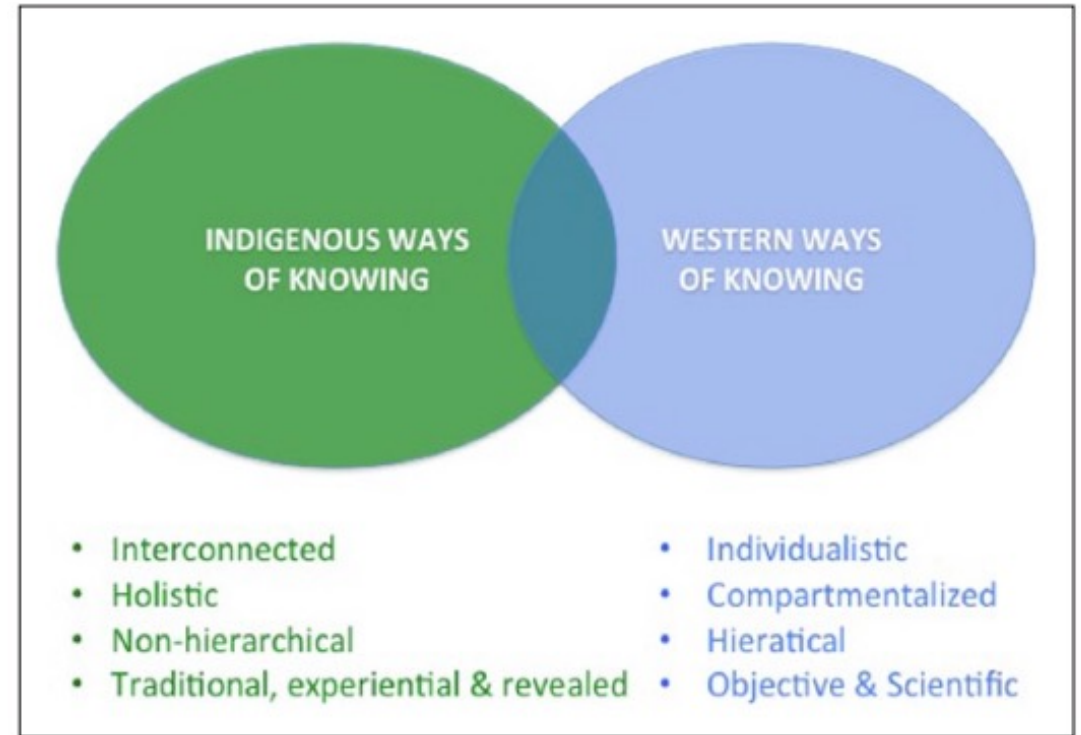 INDIGENOUS WAYS
OF KNOWING
WESTERN WAYS
OF KNOWING
• Interconnected
• Holistic
• Non-hierarchical
• Traditional, experiential & revealed
• Individualistic
• Compartmentalized
• Hieratical
• Objective & Scientific